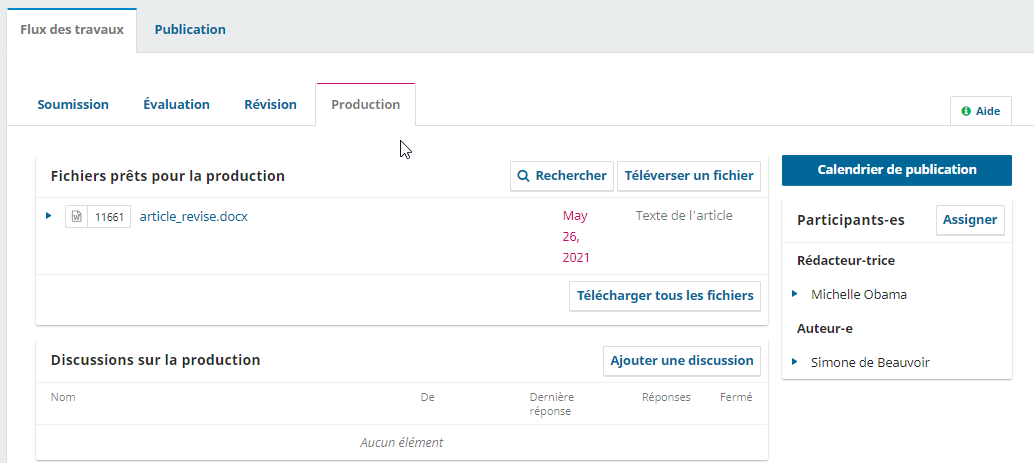 Flux des travaux Publication
Soumission Évaluation Révision Production Aide
Fichiers prêts pour la production Rechercher Téléverser un fichier
11661 article_revise.docx May 26, 2021 Texte de l'article
Télécharger tous les fichiers
Discussions sur la production Ajouter une discussion
Nom De Dernière réponse Réponses Fermé
Aucun élément
Calendrier de publication
Participants-es Assigner
Rédacteur-trice
Michelle Obama
Auteur-e
Simone de Beauvoir